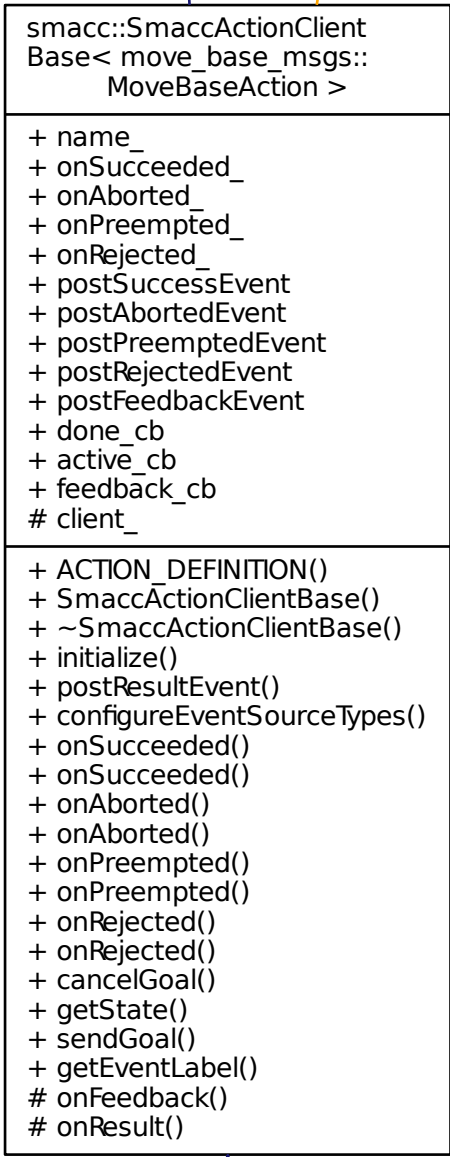 smacc::SmaccActionClient
Base< move_base_msgs::
MoveBaseAction >
+ name_
+ onSucceeded_
+ onAborted_
+ onPreempted_
+ onRejected_
+ postSuccessEvent
+ postAbortedEvent
+ postPreemptedEvent
+ postRejectedEvent
+ postFeedbackEvent
+ done_cb
+ active_cb
+ feedback_cb
# client_
+ ACTION_DEFINITION()
+ SmaccActionClientBase()
+ ~SmaccActionClientBase()
+ initialize()
+ postResultEvent()
+ configureEventSourceTypes()
+ onSucceeded()
+ onSucceeded()
+ onAborted()
+ onAborted()
+ onPreempted()
+ onPreempted()
+ onRejected()
+ onRejected()
+ cancelGoal()
+ getState()
+ sendGoal()
+ getEventLabel()
# onFeedback()
# onResult()